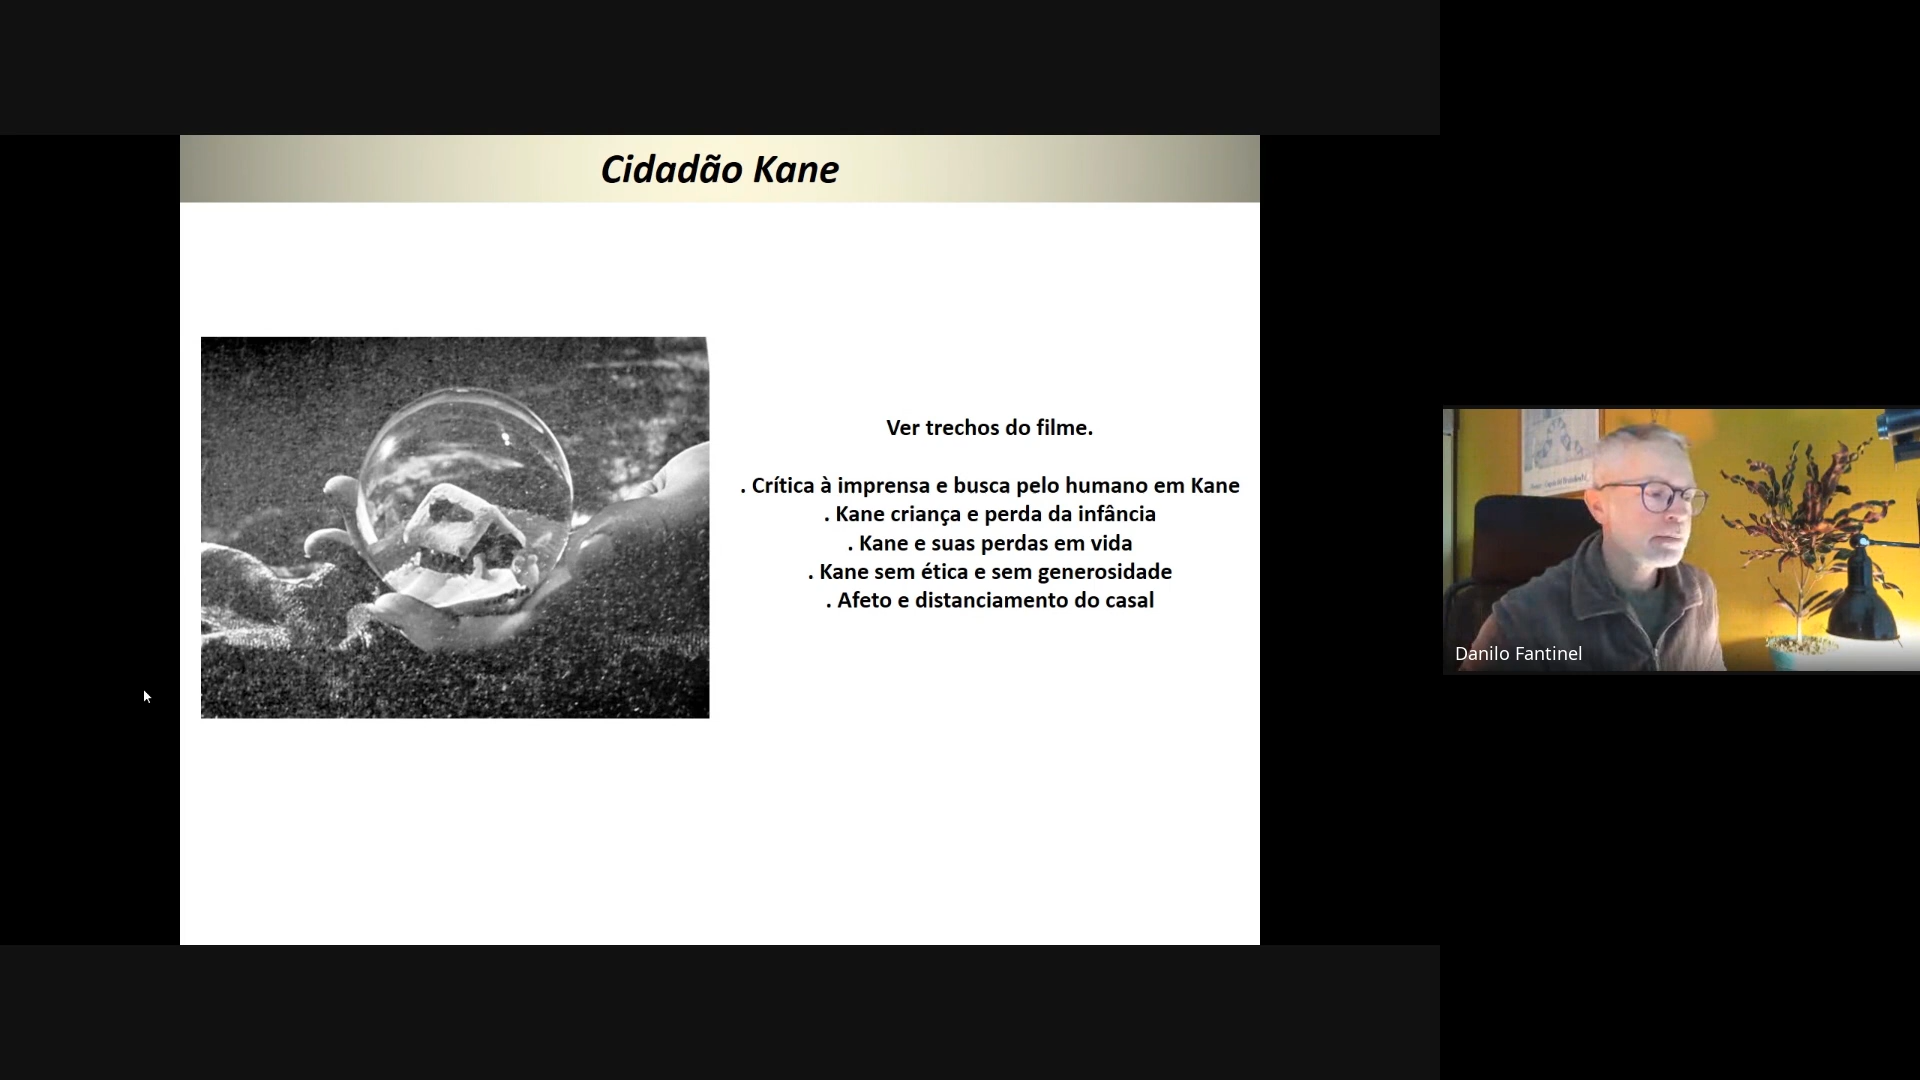 Cidadão Kane
Ver trechos do filme.
. Crítica à imprensa e busca pelo humano em Kane
. Kane criança e perda da infância
. Kane e suas perdas em vida
. Kane sem ética e sem generosidade
. Afeto e distanciamento do casal
Danilo Fantinel